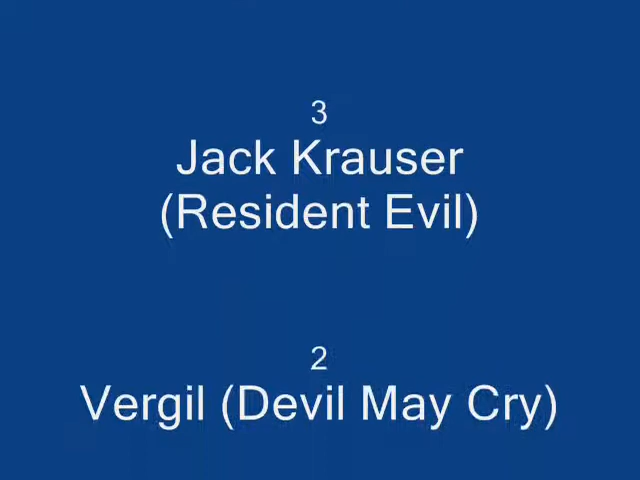 3
Jack Krauser
(Resident Evil)
2
Vergil (Devil May Cry)